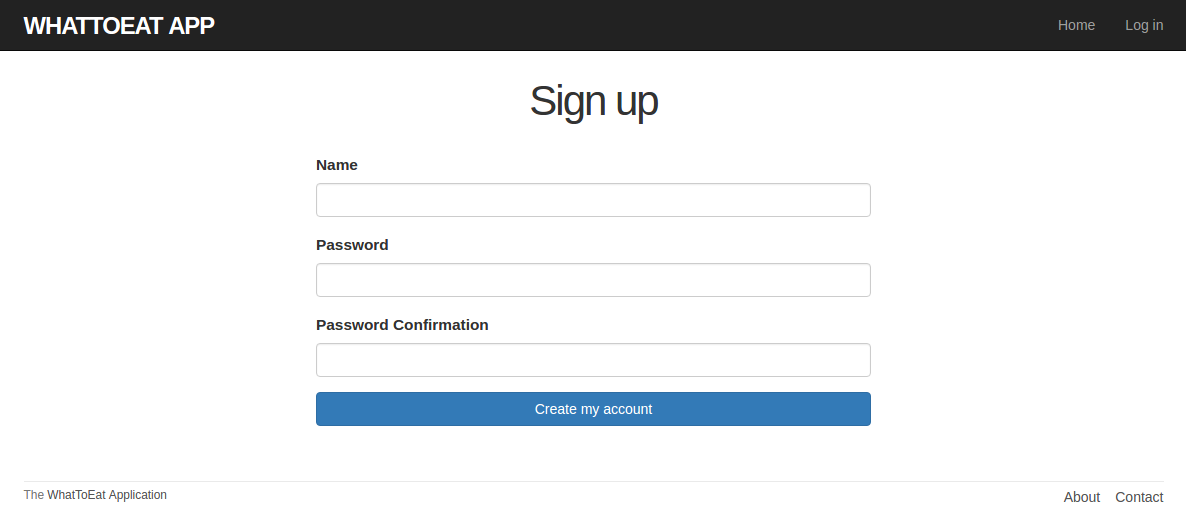 WHATTOEAT APP
Home
Log in
Sign up
Name
Password
Password Confirmation
Create my account
The WhatToEat Application
About
Contact